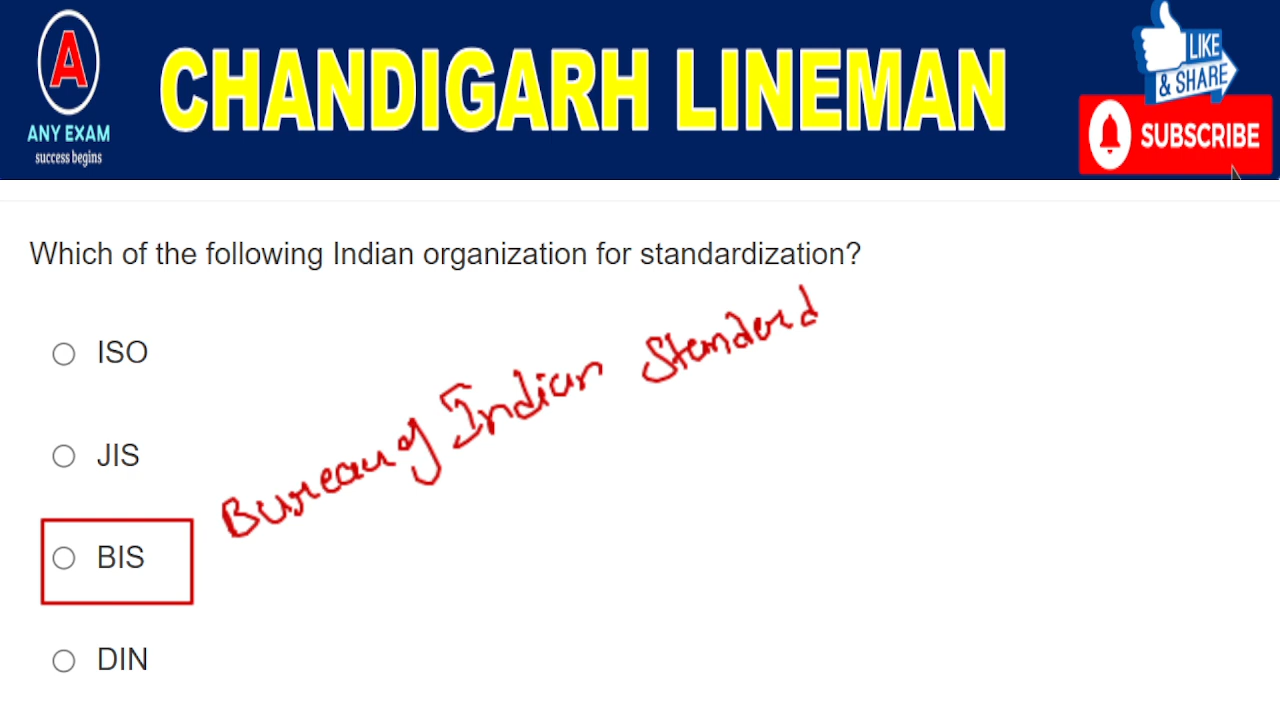 A
ANY EXAM
success begins
CHANDIGARH LINEMAN
LIKE
& SHARE
SUBSCRIBE
Which of the following Indian organization for standardization?
ISO
JIS
Bureau of Indian Standard
BIS
DIN